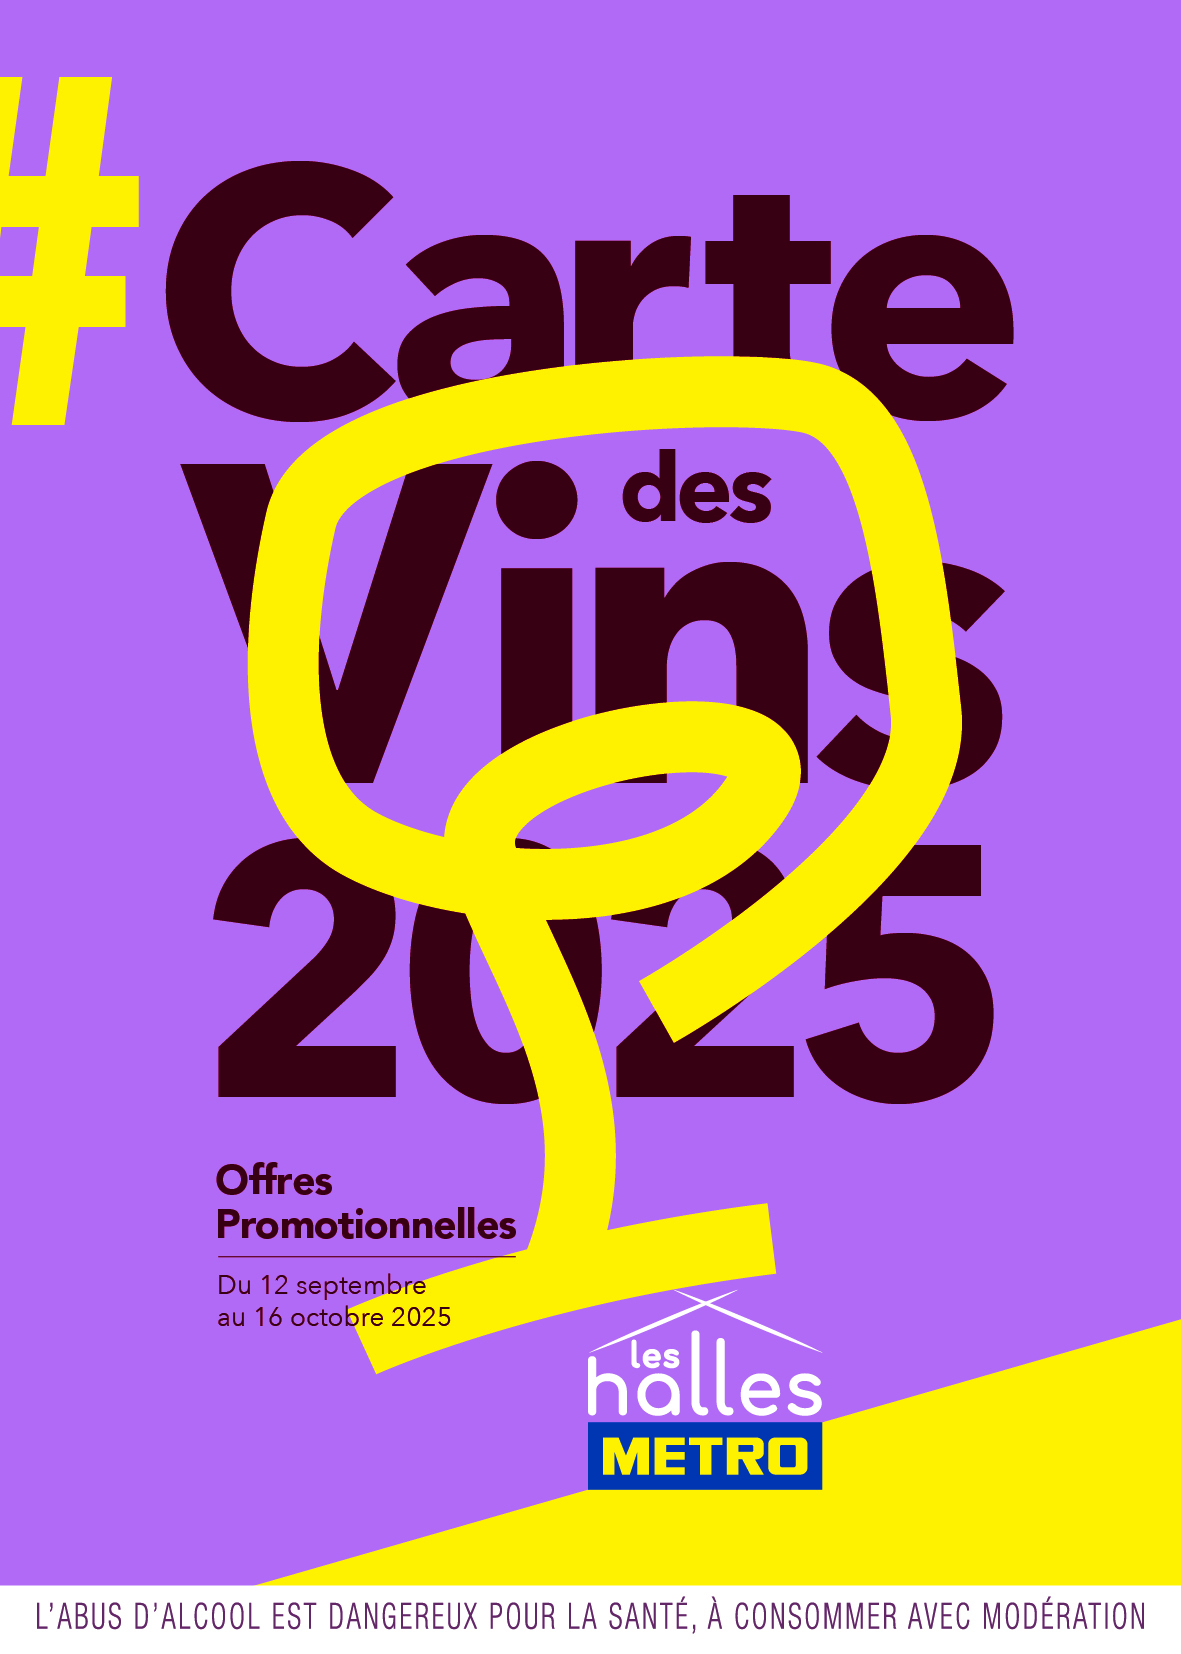 #Carte
des
Vins
2025
Offres
Promotionnelles
Du 12 septembre
au 16 octobre 2025
les
halles
METRO
L'ABUS D'ALCOOL EST DANGEREUX POUR LA SANTÉ, À CONSOMMER AVEC MODÉRATION